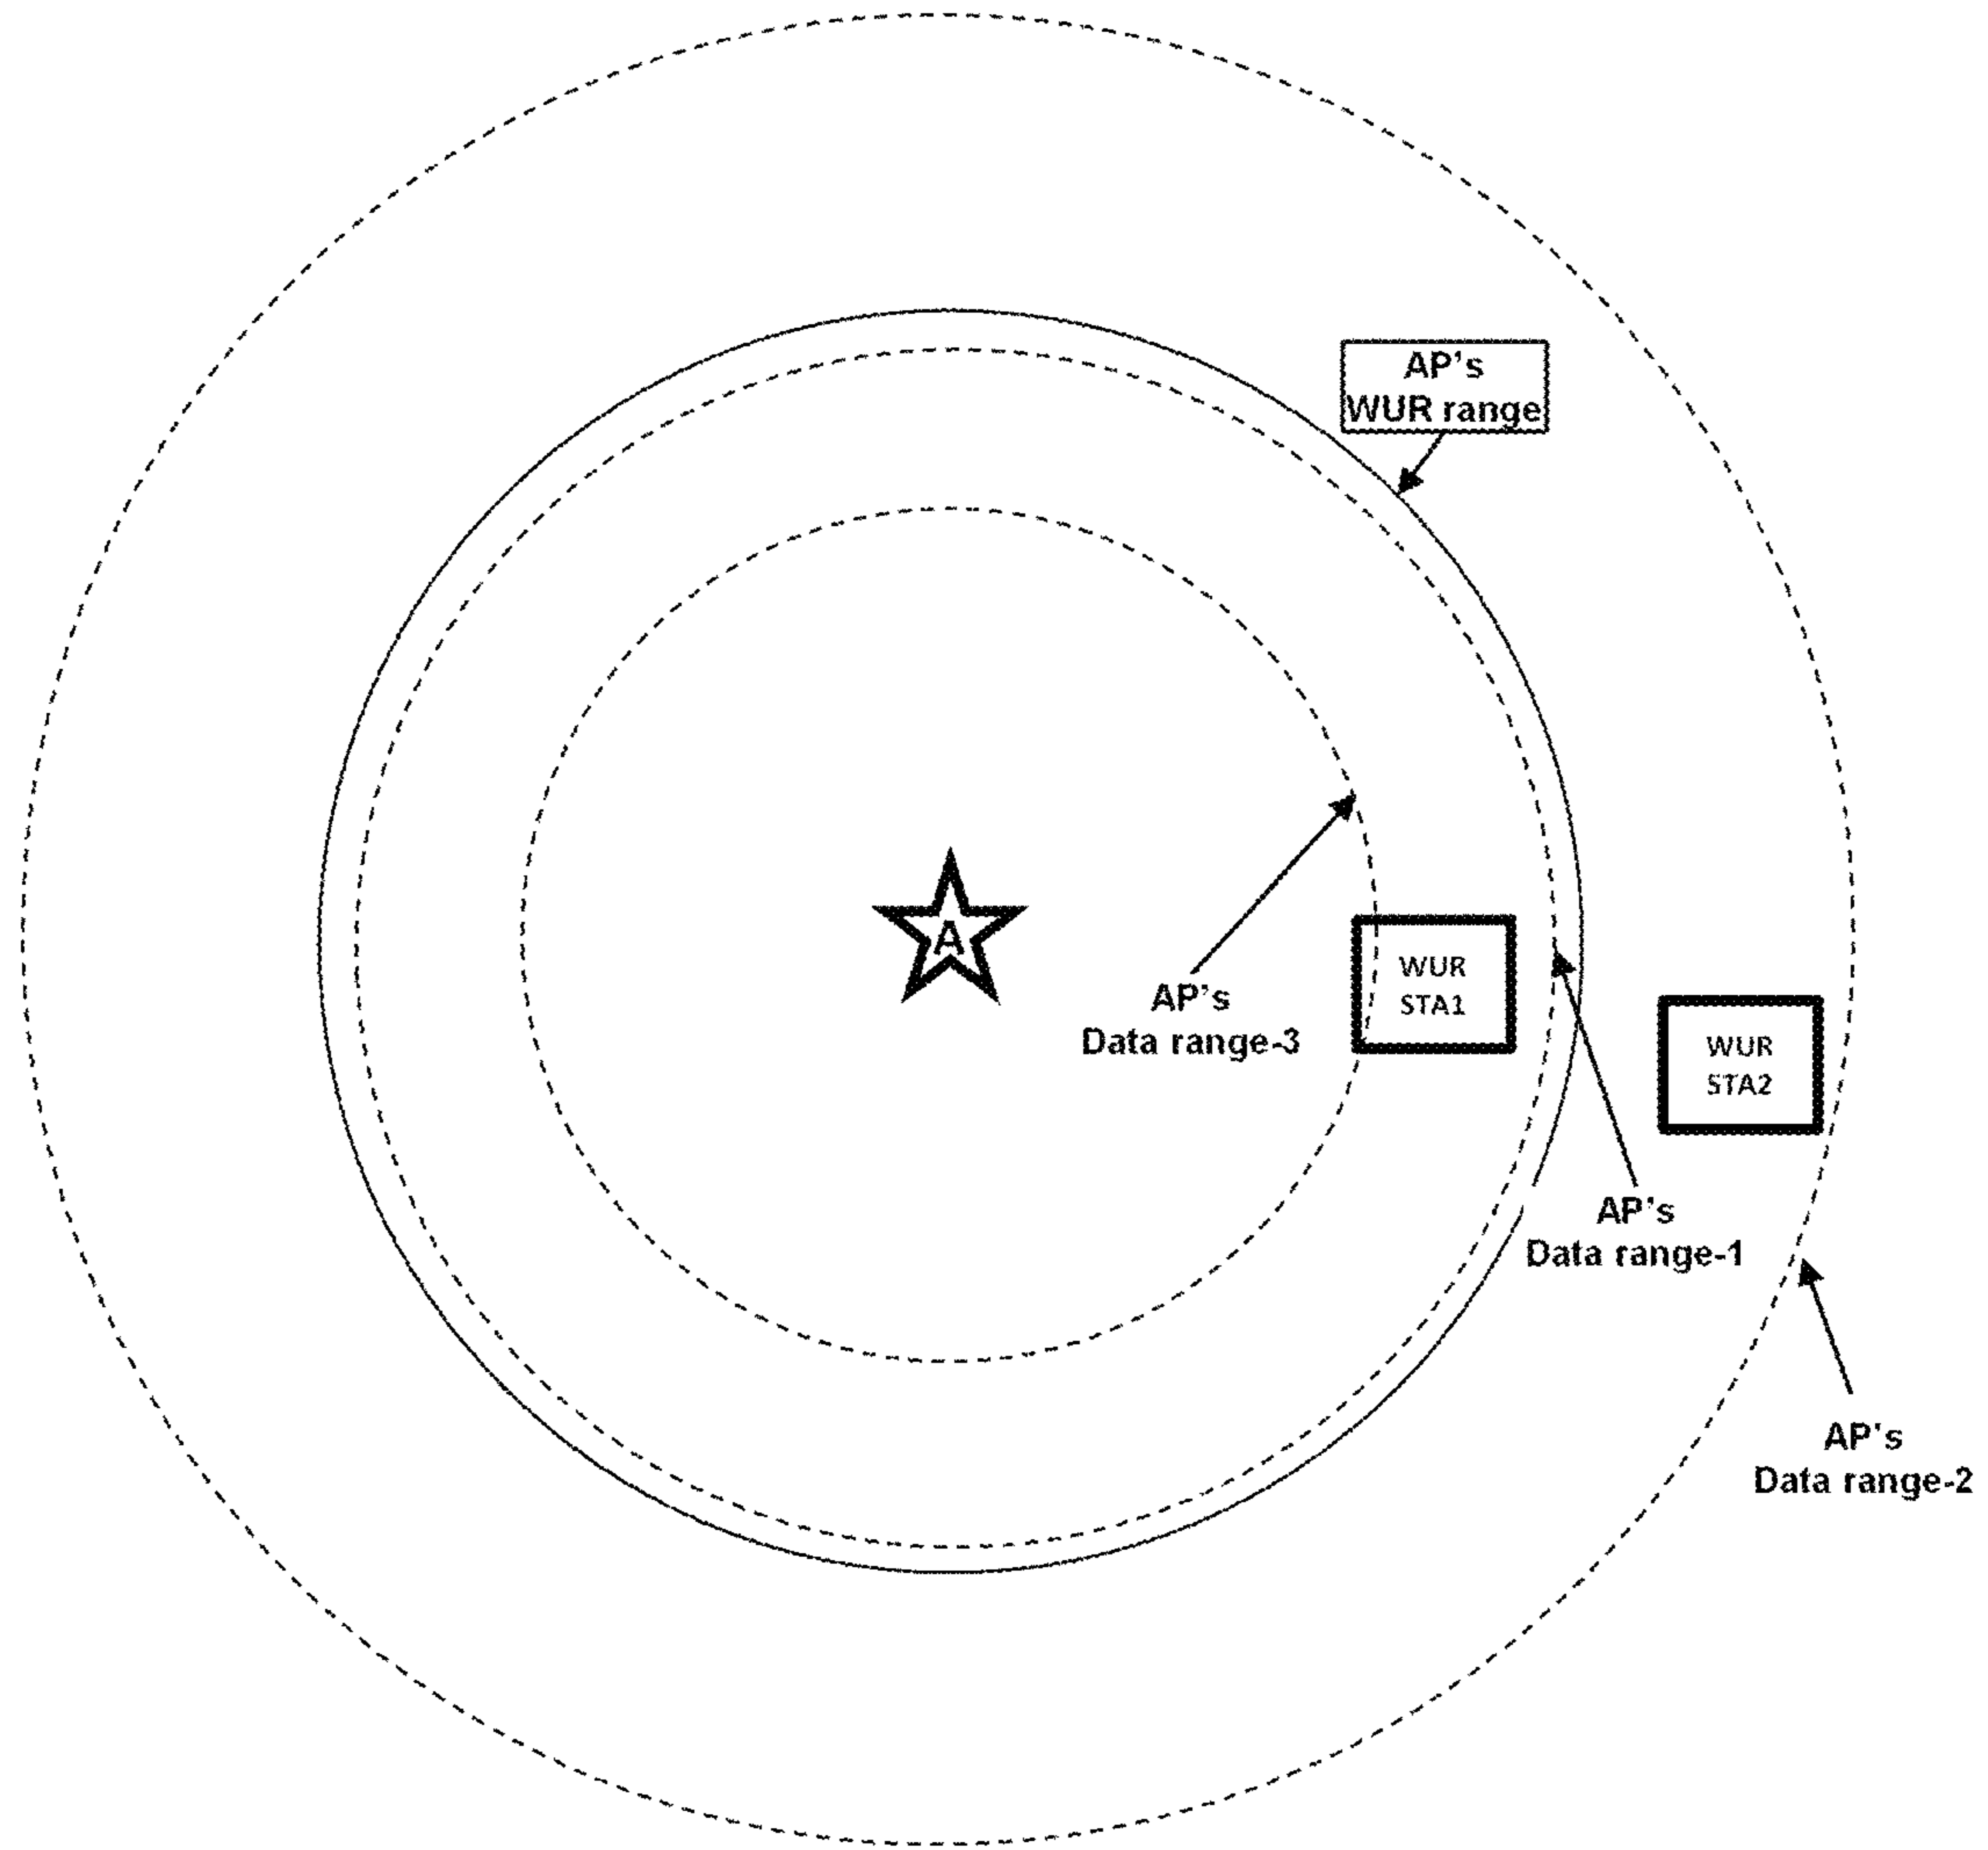 AP's
WUR range
A
WUR
STA1
AP's
Data range-3
WUR
STA2
AP's
Data range-1
AP's
Data range-2